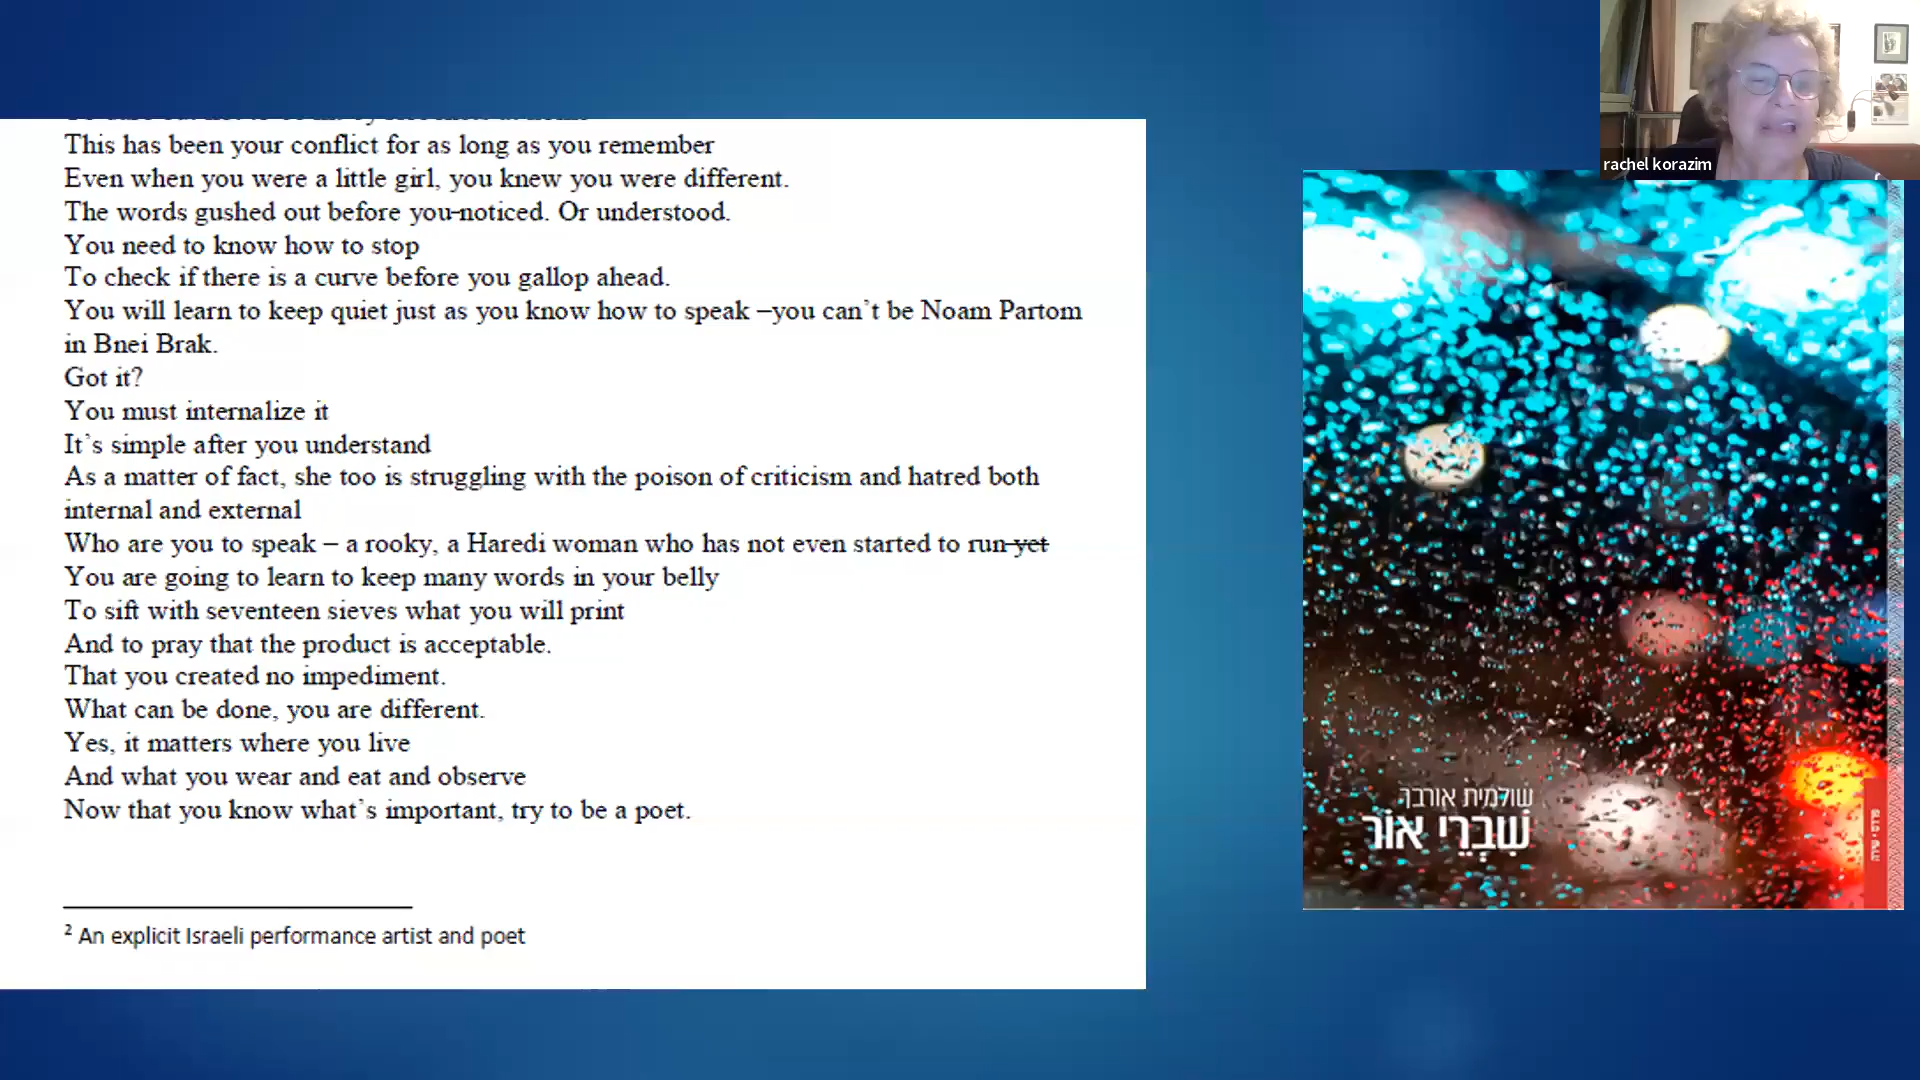 This has been your conflict for as long as you remember
Even when you were a little girl, you knew you were different.
The words gushed out before you-noticed. Or understood.
You need to know how to stop
To check if there is a curve before you gallop ahead.
You will learn to keep quiet just as you know how to speak –you can’t be Noam Partom
in Bnei Brak.
Got it?
You must internalize it
It’s simple after you understand
As a matter of fact, she too is struggling with the poison of criticism and hatred both
internal and external
Who are you to speak – a rooky, a Haredi woman who has not even started to run yet
You are going to learn to keep many words in your belly
To sift with seventeen sieves what you will print
And to pray that the product is acceptable.
That you created no impediment.
What can be done, you are different.
Yes, it matters where you live
And what you wear and eat and observe
Now that you know what’s important, try to be a poet.
2 An explicit Israeli performance artist and poet
rachel korazim
שולמית אורבך
שִׁבְרֵי אוֹר